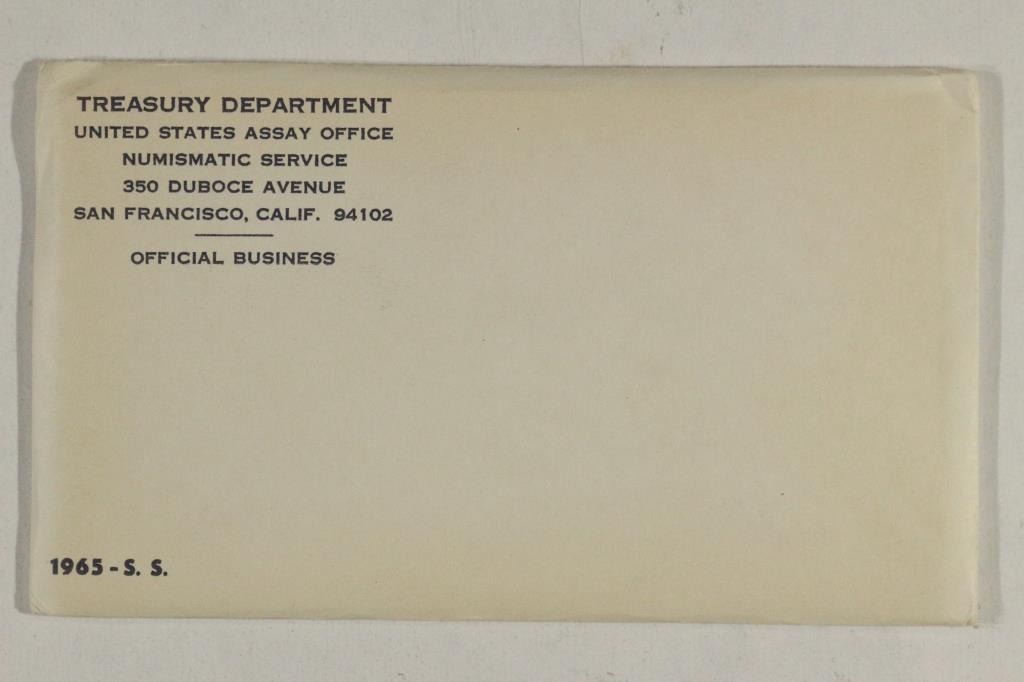 TREASURY DEPARTMENT
UNITED STATES ASSAY OFFICE
NUMISMATIC SERVICE
350 DUBOCE AVENUE
SAN FRANCISCO, CALIF. 94102
OFFICIAL BUSINESS
1965 - S. S.